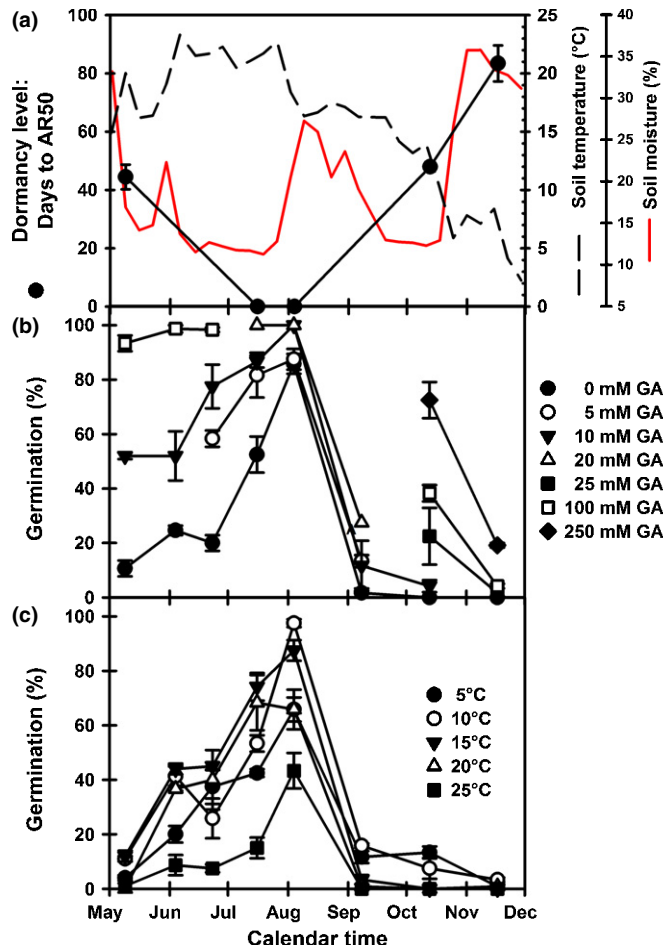 (a)
Dormancy level:
Days to AR50
100
80
60
40
20
0
25
20
15
10
5
0
Soil temperature (°C)
40
35
30
25
20
15
10
5
Soil moisture (%)
(b)
Germination (%)
100
80
60
40
20
0
0 mM GA
5 mM GA
10 mM GA
20 mM GA
25 mM GA
100 mM GA
250 mM GA
(c)
Germination (%)
100
80
60
40
20
0
5°C
10°C
15°C
20°C
25°C
May Jun Jul Aug Sep Oct Nov Dec
Calendar time